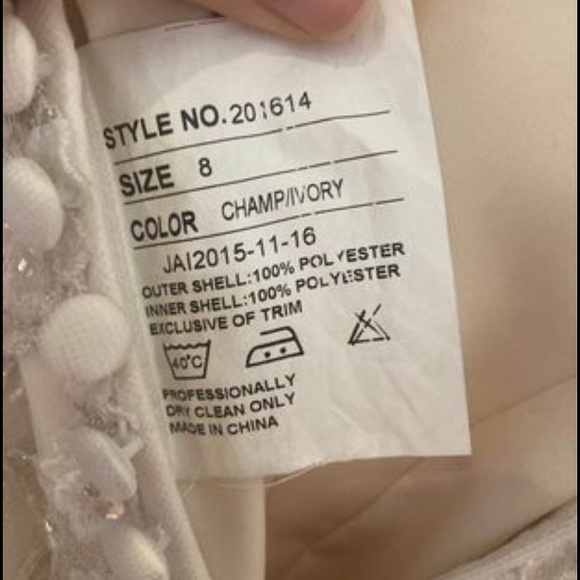 STYLE NO. 201614
SIZE 8
COLOR CHAMP/IVORY
JAI2015-11-16
OUTER SHELL:100% POLYESTER
INNER SHELL:100% POLYESTER
EXCLUSIVE OF TRIM
40°C
PROFESSIONALLY
DRY CLEAN ONLY
MADE IN CHINA